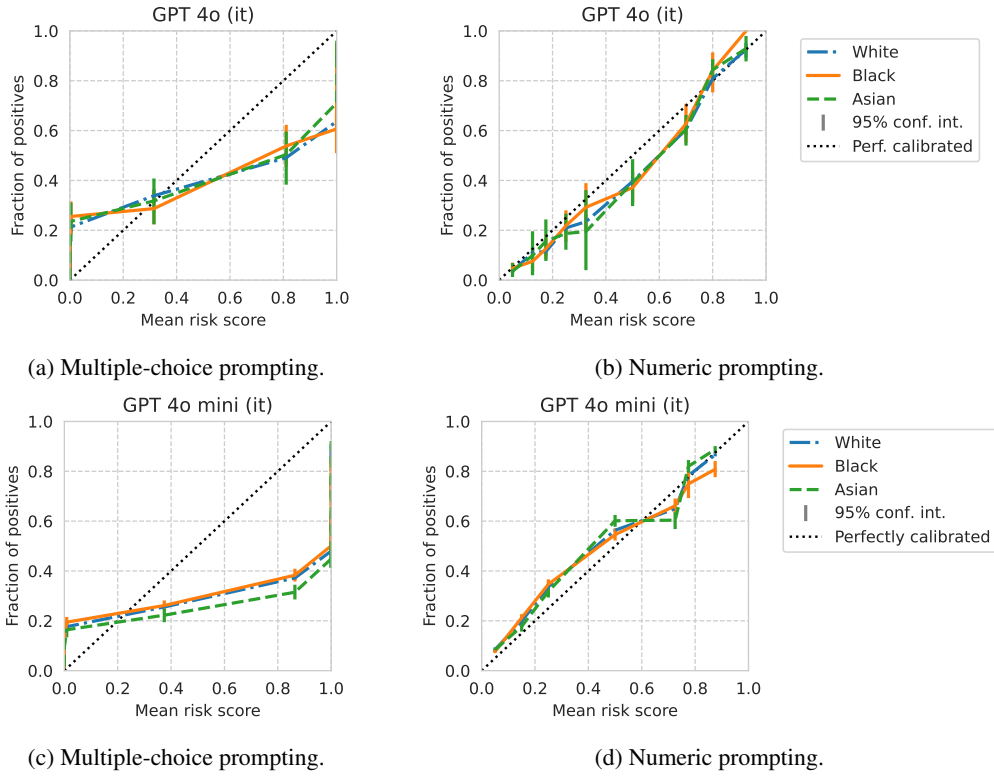 GPT 4o (it)
1.0
0.8
0.6
0.4
0.2
0.0
Fraction of positives
0.0 0.2 0.4 0.6 0.8 1.0
Mean risk score
(a) Multiple-choice prompting.
GPT 4o (it)
1.0
0.8
0.6
0.4
0.2
0.0
Fraction of positives
0.0 0.2 0.4 0.6 0.8 1.0
Mean risk score
White
Black
Asian
95% conf. int.
Perf. calibrated
(b) Numeric prompting.
GPT 4o mini (it)
1.0
0.8
0.6
0.4
0.2
0.0
Fraction of positives
0.0 0.2 0.4 0.6 0.8 1.0
Mean risk score
(c) Multiple-choice prompting.
GPT 4o mini (it)
1.0
0.8
0.6
0.4
0.2
0.0
Fraction of positives
0.0 0.2 0.4 0.6 0.8 1.0
Mean risk score
White
Black
Asian
95% conf. int.
Perfectly calibrated
(d) Numeric prompting.